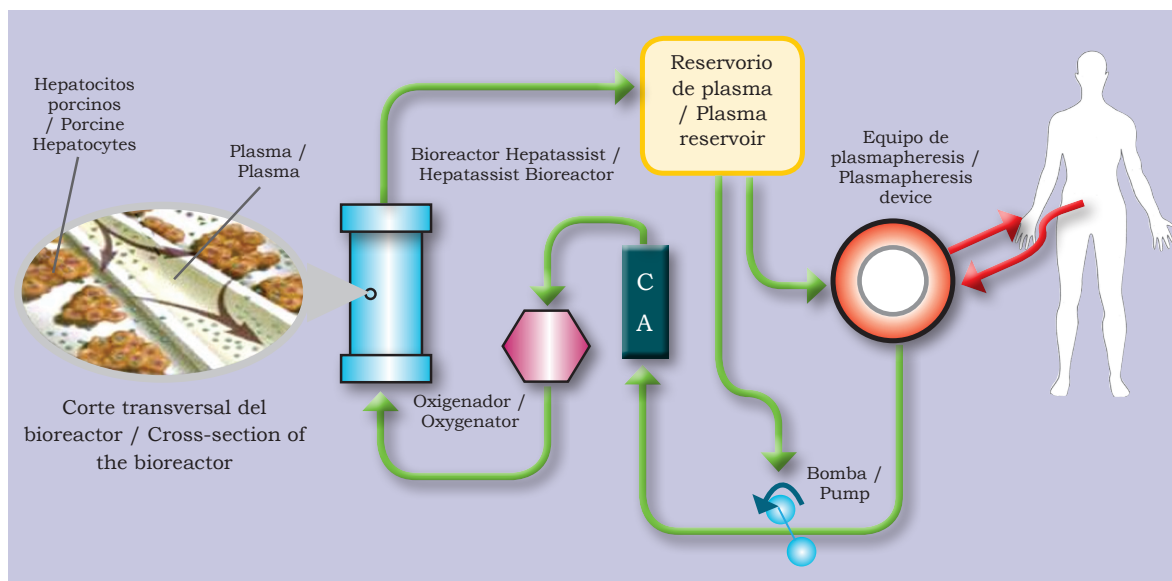 Hepatocitos
porcinos
/ Porcine
Hepatocytes
Plasma /
Plasma
Corte transversal del
bioreactor / Cross-section of
the bioreactor
Bioreactor Hepatassist /
Hepatassist Bioreactor
Oxigenador /
Oxygenator
C
A
Reservorio
de plasma
/ Plasma
reservoir
Bomba /
Pump
Equipo de
plasmapheresis /
Plasmapheresis
device